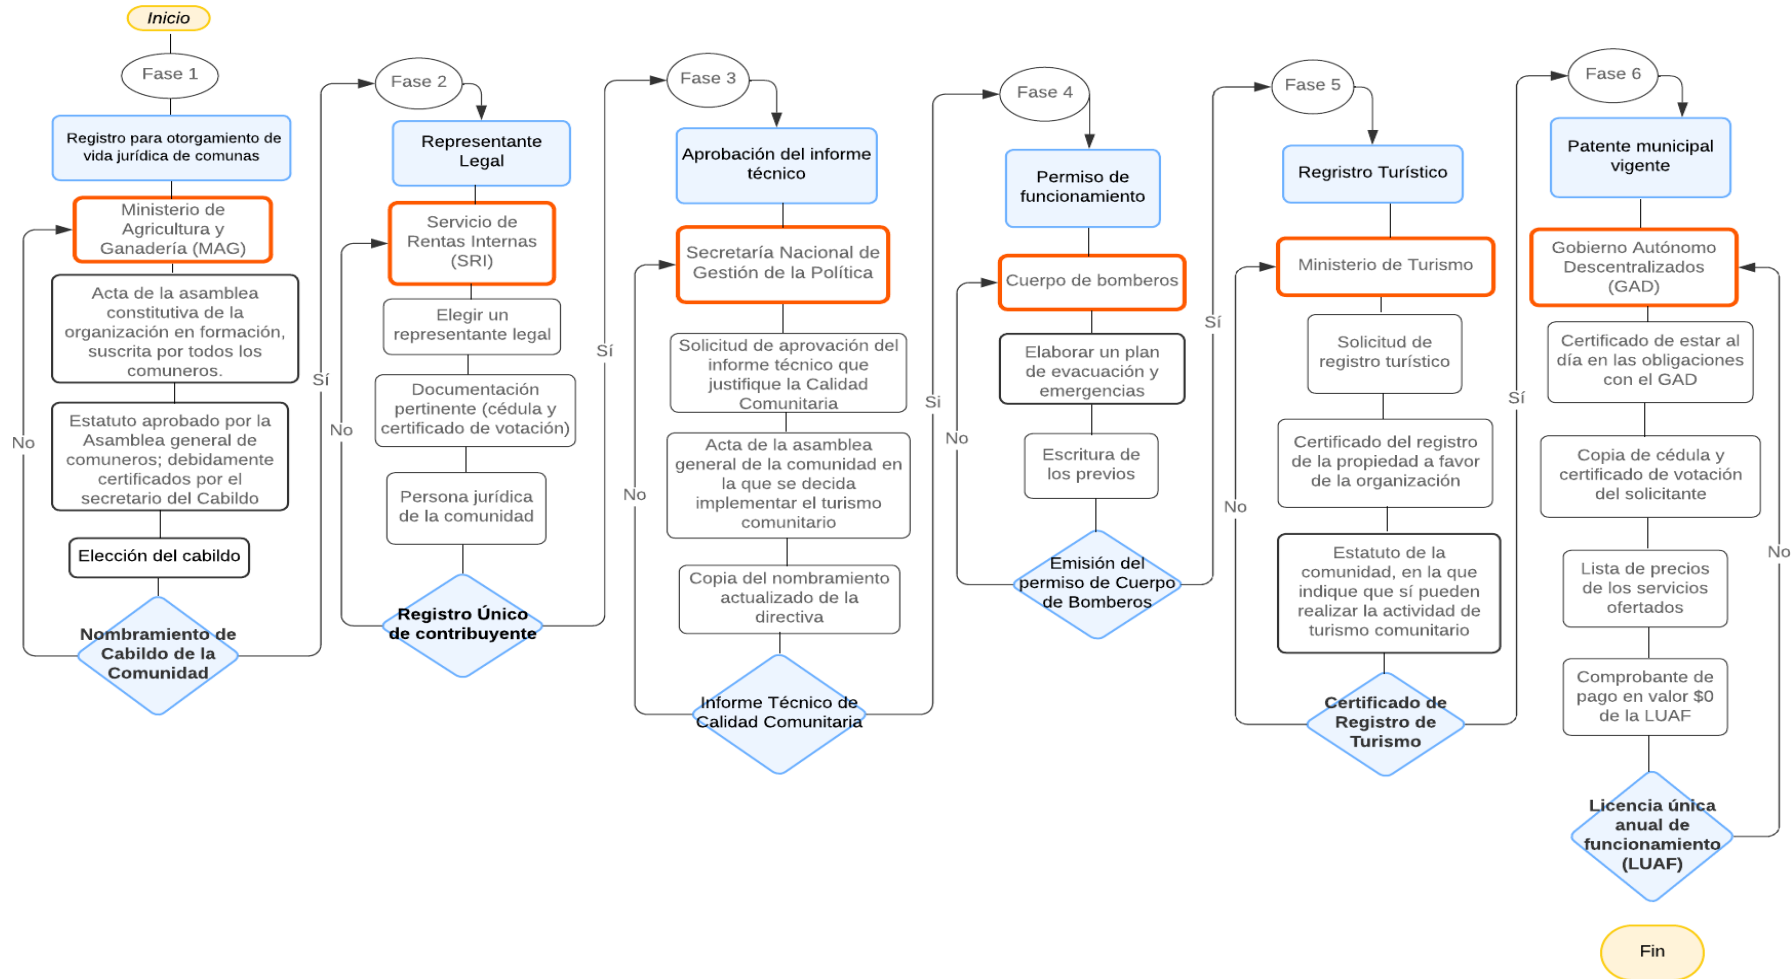 Inicio
Fase 1
Registro para otorgamiento de
vida jurídica de comunas
Ministerio de
Agricultura y
Ganadería (MAG)
Acta de la asamblea
constitutiva de la
organización en formación,
suscrita por todos los
comuneros.
Estatuto aprobado por la
Asamblea general de
comuneros; debidamente
certificados por el
secretario del Cabildo
Elección del cabildo
Nombramiento de
Cabildo de la
Comunidad
No
Sí
Fase 2
Representante
Legal
Servicio de
Rentas Internas
(SRI)
Elegir un
representante legal
Documentación
pertinente (cédula y
certificado de votación)
Persona jurídica
de la comunidad
Registro Único
de contribuyente
No
Sí
Fase 3
Aprobación del informe
técnico
Secretaría Nacional de
Gestión de la Política
Solicitud de aprovación del
informe técnico que
justifique la Calidad
Comunitaria
Acta de la asamblea
general de la comunidad en
la que se decida
implementar el turismo
comunitario
Copia del nombramiento
actualizado de la
directiva
Informe Técnico de
Calidad Comunitaria
No
Si
Fase 4
Permiso de
funcionamiento
Cuerpo de bomberos
Elaborar un plan
de evacuación y
emergencias
Escritura de
los previos
Emisión del
permiso de Cuerpo
de Bomberos
No
Sí
Fase 5
Regristro Turístico
Ministerio de Turismo
Solicitud de
registro turístico
Certificado del registro
de la propiedad a favor
de la organización
Estatuto de la
comunidad, en la que
indique que sí pueden
realizar la actividad de
turismo comunitario
Certificado de
Registro de
Turismo
No
Sí
Fase 6
Patente municipal
vigente
Gobierno Autónomo
Descentralizados
(GAD)
Certificado de estar al
día en las obligaciones
con el GAD
Copia de cédula y
certificado de votación
del solicitante
Lista de precios
de los servicios
ofertados
Comprobante de
pago en valor $0
de la LUAF
Licencia única
anual de
funcionamiento
(LUAF)
No
Fin